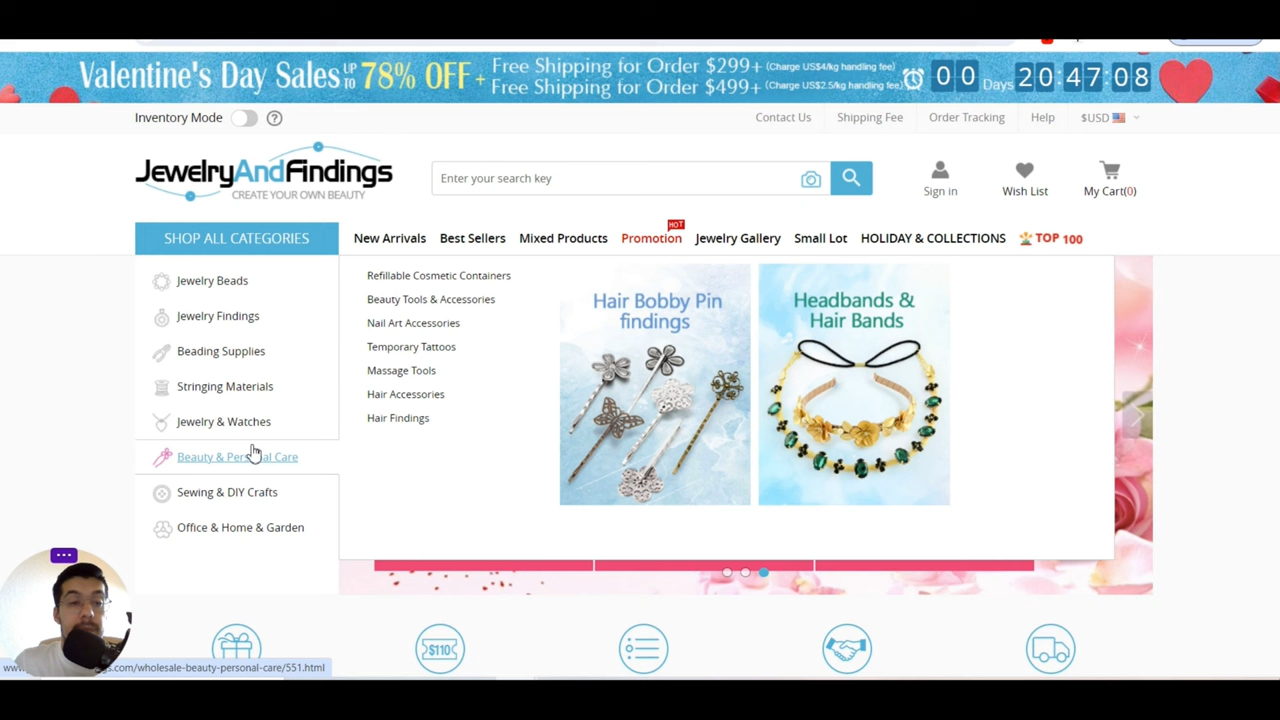 Valentine's Day Sales UP TO 78% OFF + Free Shipping for Order $299+ (Charge US$4/kg handling fee)
Free Shipping for Order $499+ (Charge US$2.5/kg handling fee)
00 Days 20:47:08
Inventory Mode ?
Contact Us Shipping Fee Order Tracking Help $USD
JewelryAndFindings
CREATE YOUR OWN BEAUTY
Enter your search key
Sign in Wish List My Cart(0)
SHOP ALL CATEGORIES
New Arrivals Best Sellers Mixed Products Promotion HOT Jewelry Gallery Small Lot HOLIDAY & COLLECTIONS TOP 100
Jewelry Beads
Jewelry Findings
Beading Supplies
Stringing Materials
Jewelry & Watches
Beauty & Personal Care
Sewing & DIY Crafts
Office & Home & Garden
Refillable Cosmetic Containers
Beauty Tools & Accessories
Nail Art Accessories
Temporary Tattoos
Massage Tools
Hair Accessories
Hair Findings
Hair Bobby Pin
findings
Headbands &
Hair Bands
$110
gs.com/wholesale-beauty-personal-care/551.html